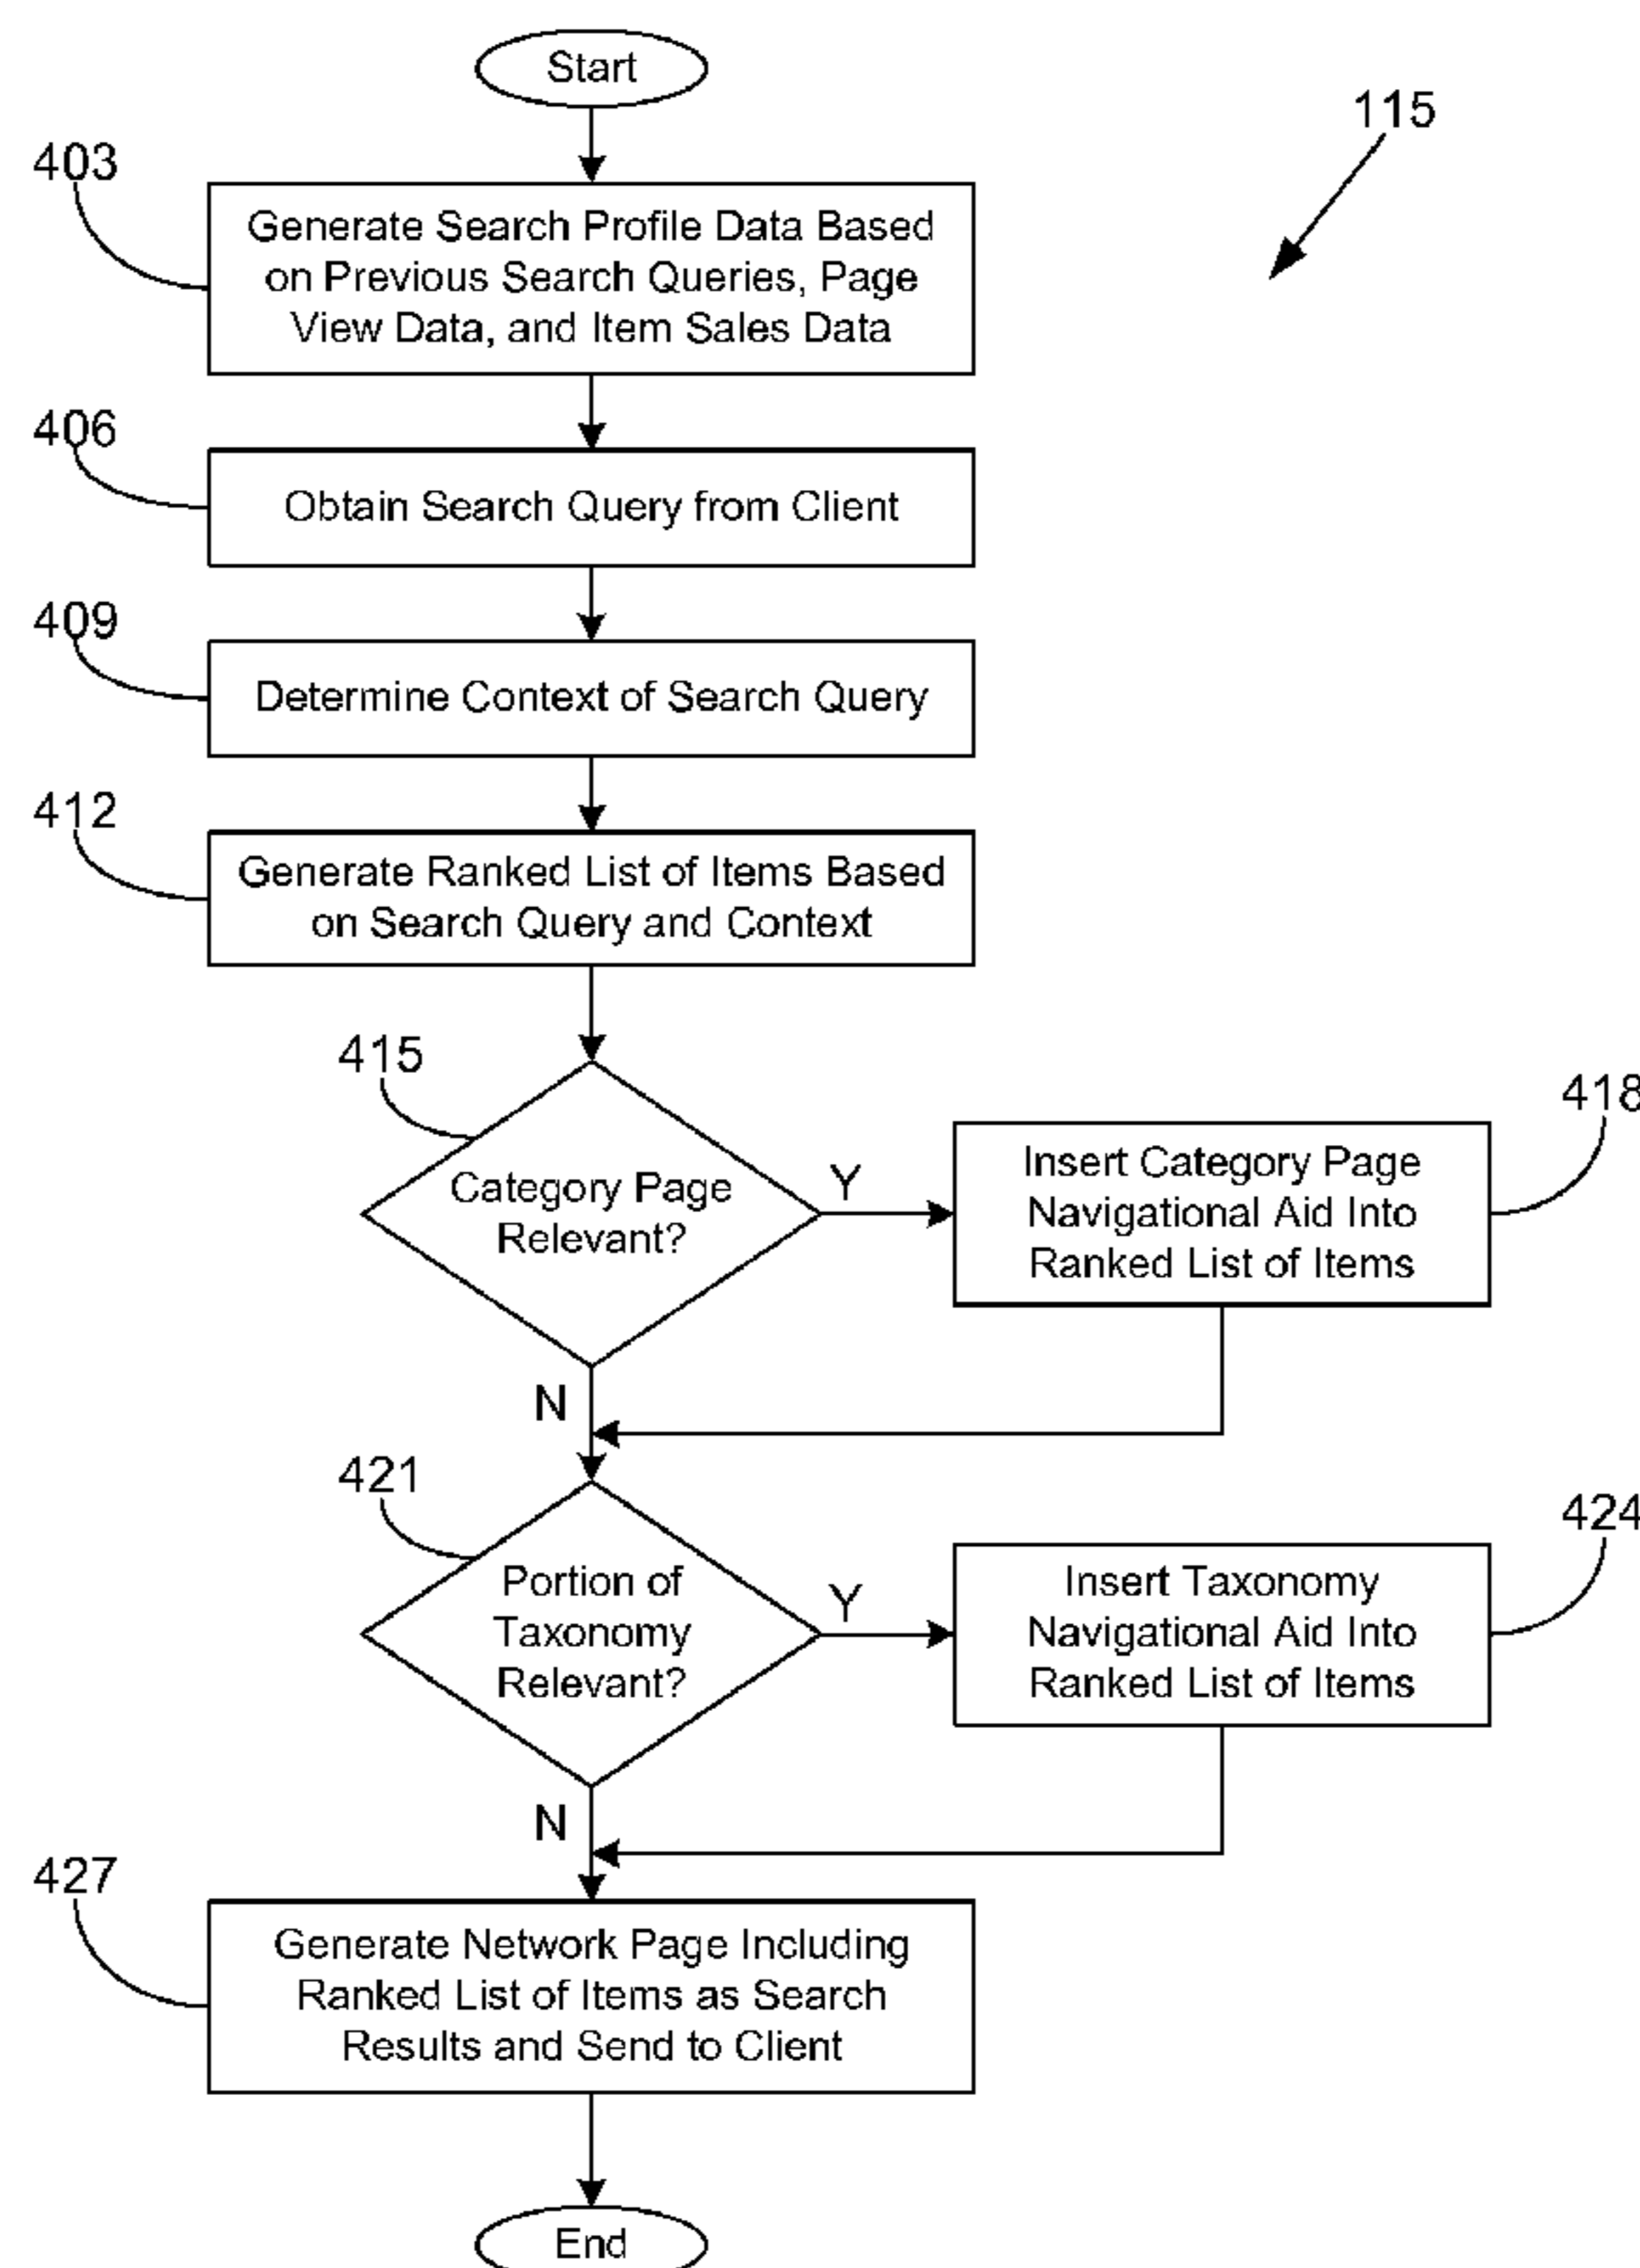 Start
115
403
Generate Search Profile Data Based
on Previous Search Queries, Page
View Data, and Item Sales Data
406
Obtain Search Query from Client
409
Determine Context of Search Query
412
Generate Ranked List of Items Based
on Search Query and Context
415
Category Page
Relevant?
Y
418
Insert Category Page
Navigational Aid Into
Ranked List of Items
N
421
Portion of
Taxonomy
Relevant?
Y
424
Insert Taxonomy
Navigational Aid Into
Ranked List of Items
N
427
Generate Network Page Including
Ranked List of Items as Search
Results and Send to Client
End